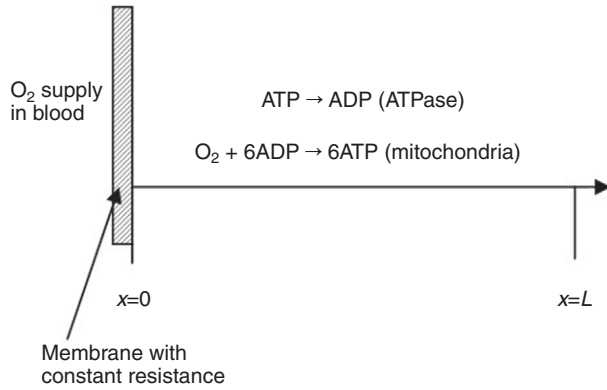 O₂ supply
in blood
ATP → ADP (ATPase)
O₂ + 6ADP → 6ATP (mitochondria)
x=0
x=L
Membrane with
constant resistance